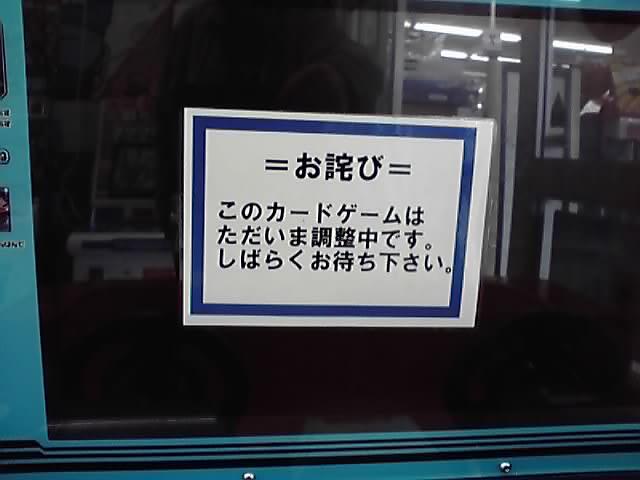 ＝お詫び＝
このカードゲームは
ただいま調整中です。
しばらくお待ち下さい。